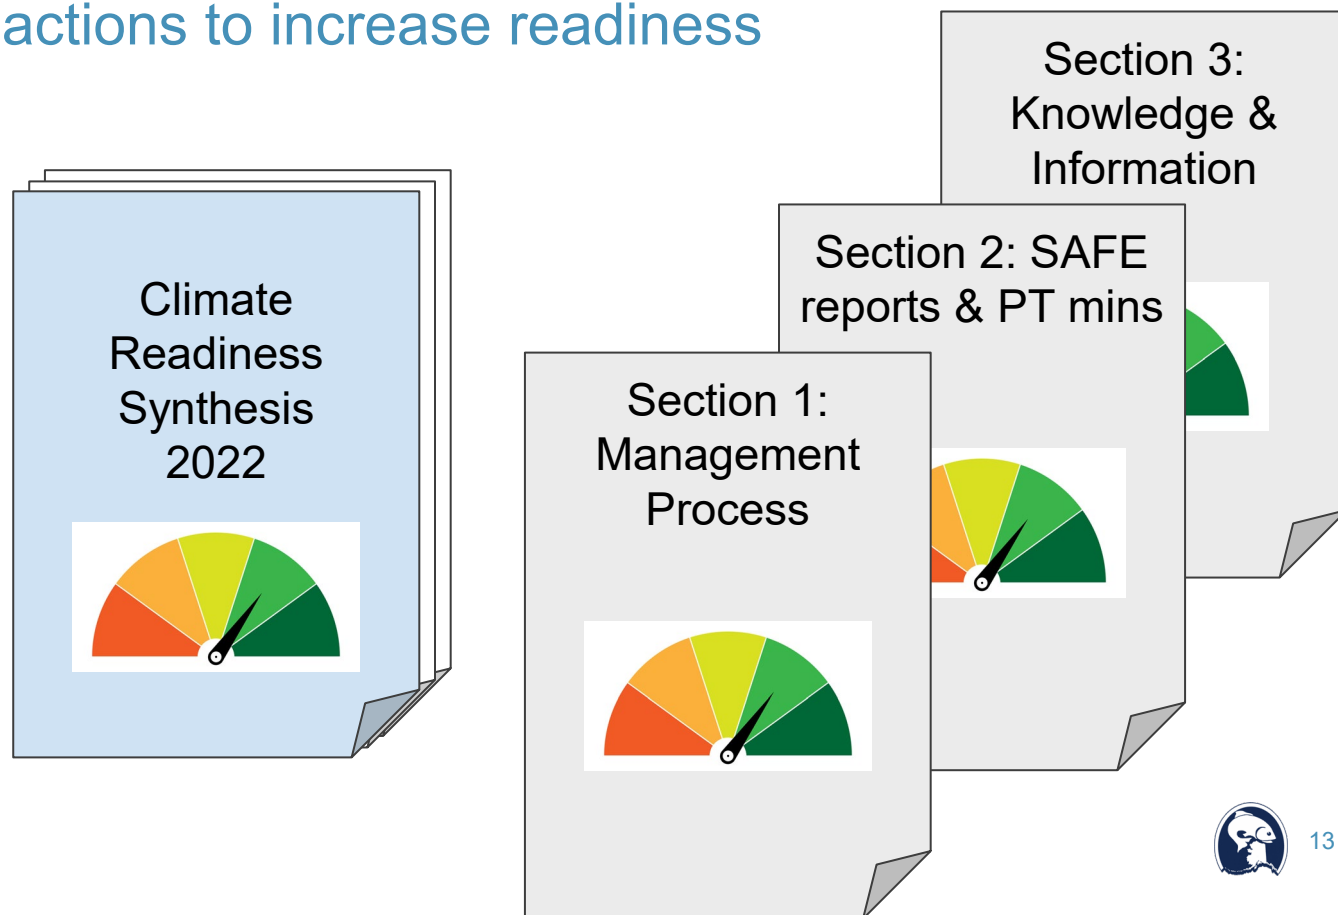 actions to increase readiness
Climate
Readiness
Synthesis
2022
Section 1:
Management
Process
Section 2: SAFE
reports & PT mins
Section 3:
Knowledge &
Information
13